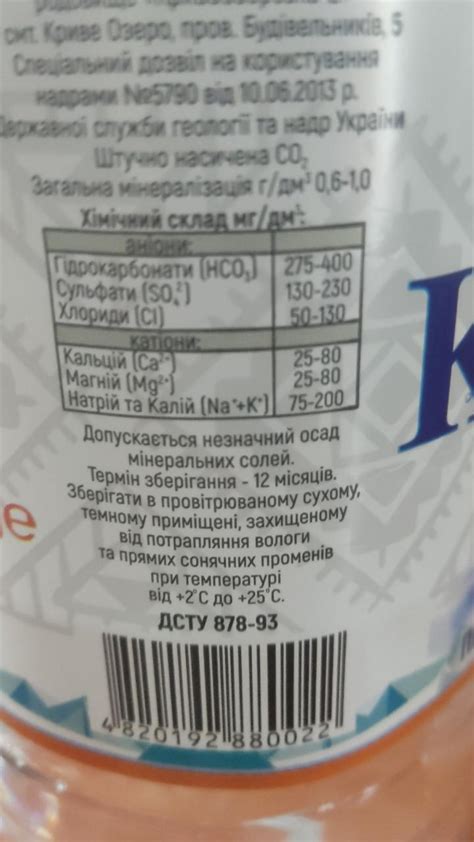 смт. Криве Озеро, пров. Будівельників, 5
Спеціальний дозвіл на користування
надрами №5790 від 10.06.2013 р.
Державної служби геології та надр України
Штучно насичена CO₂
Загальна мінералізація г/дм³ 0,6-1,0
Хімічний склад мг/дм³:
аніони:
Гідрокарбонати (HCO₃) 275-400
Сульфати (SO₄²⁻) 130-230
Хлориди (Cl) 50-130
катіони:
Кальцій (Ca²⁺) 25-80
Магній (Mg²⁺) 25-80
Натрій та Калій (Na⁺+K⁺) 75-200
Допускається незначний осад
мінеральних солей.
Термін зберігання - 12 місяців.
Зберігати в провітрюваному сухому,
темному приміщені, захищеному
від потрапляння вологи
та прямих сонячних променів
при температурі
від +2°С до +25°С.
ДСТУ 878-93
4 820192 880022
К